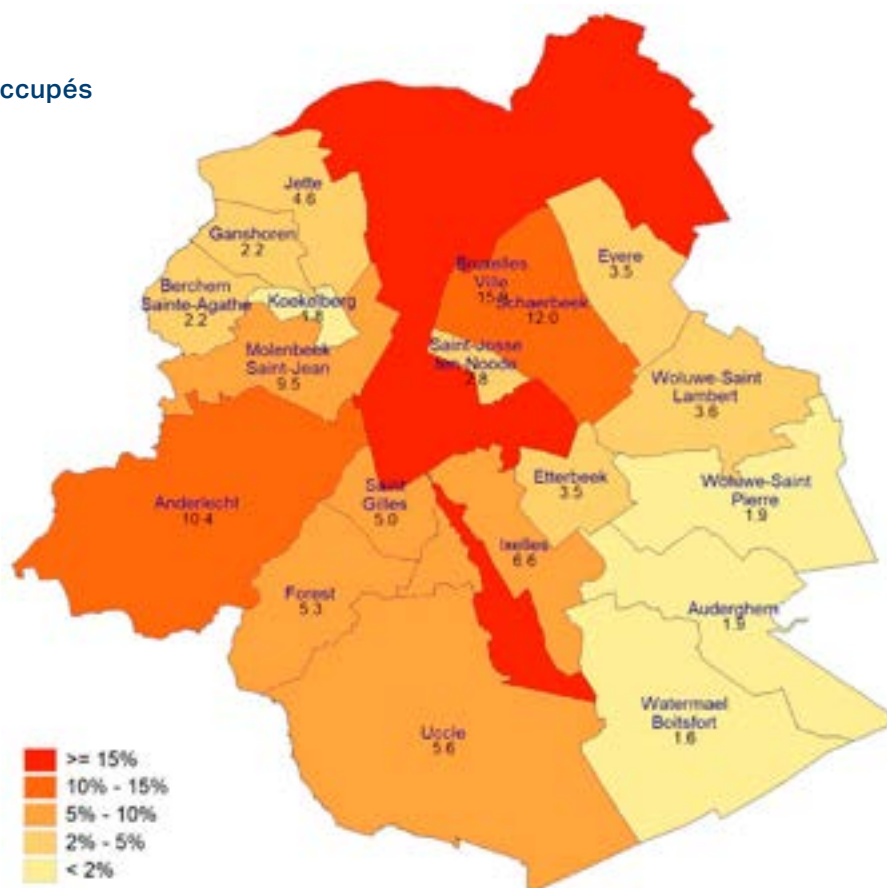 ccupés
Jette
4.6
Ganshoren
2.2
Berchem
Sainte-Agathe
2.2
Koekelberg
1.8
Molenbeek
Saint-Jean
9.5
Bruxelles
Ville
Schaerbeek
12.0
Evere
3.5
Saint-Josse
ten Noode
2.8
Woluwe-Saint
Lambert
3.6
Anderlecht
10.4
Saint
Gilles
5.0
Etterbeek
3.5
Woluwe-Saint
Pierre
1.9
Ixelles
6.6
Forest
5.3
Auderghem
1.9
Watermael
Boitsfort
1.6
Uccle
5.6
>= 15%
10% - 15%
5% - 10%
2% - 5%
< 2%